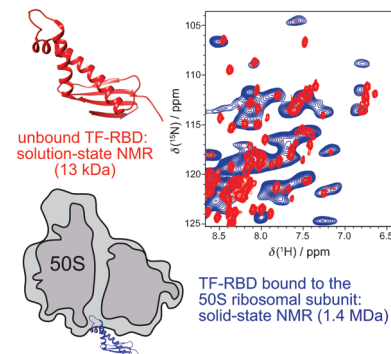 unbound TF-RBD:
solution-state NMR
(13 kDa)
105
110
115
120
125
δ(¹⁵N) / ppm
8.5
8.0
7.5
7.0
6.5
δ(¹H) / ppm
50S
TF-RBD bound to the
50S ribosomal subunit:
solid-state NMR (1.4 MDa)